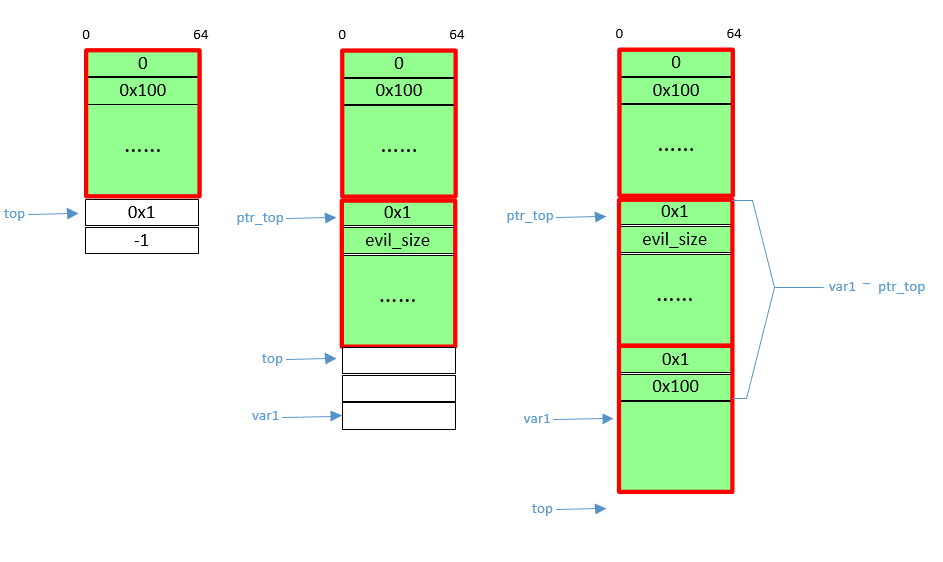 0 64
0
0x100
......
top
0x1
-1
0 64
0
0x100
......
ptr_top
0x1
evil_size
......
top
var1
0 64
0
0x100
......
ptr_top
0x1
evil_size
......
var1 - ptr_top
0x1
0x100
var1
top